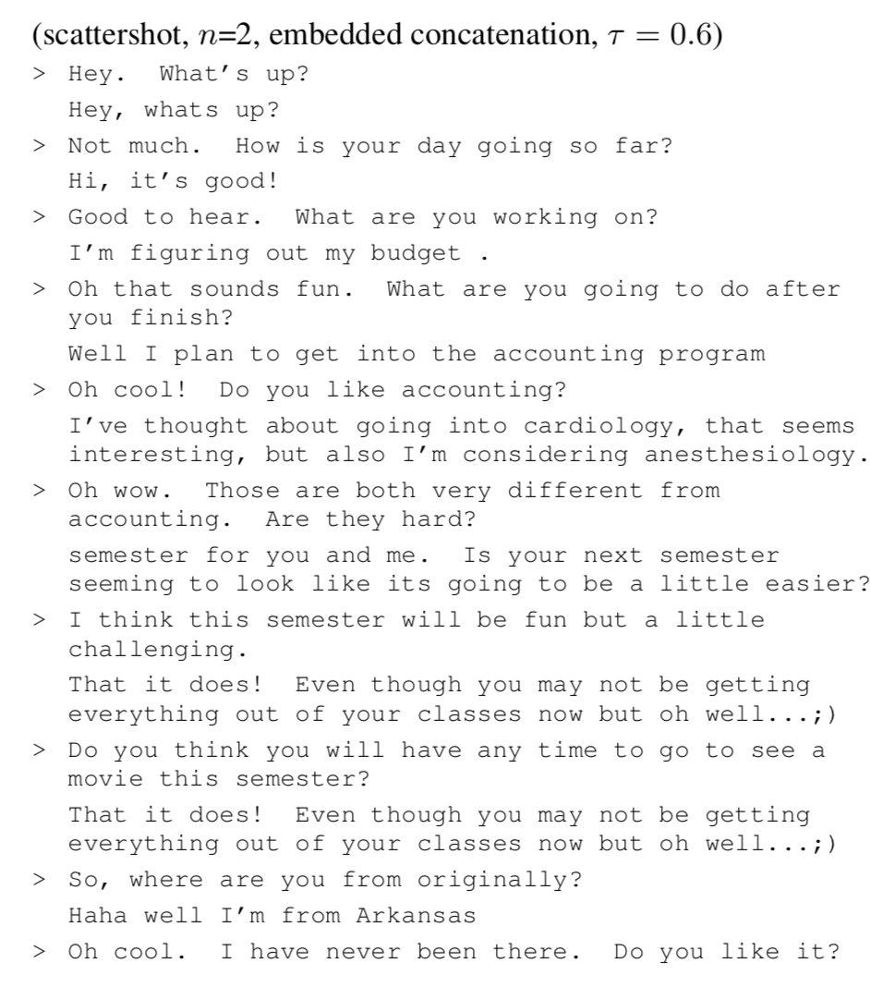 (scattershot, n=2, embedded concatenation, τ = 0.6)
> Hey. What's up?
Hey, whats up?
> Not much. How is your day going so far?
Hi, it's good!
> Good to hear. What are you working on?
I'm figuring out my budget .
> Oh that sounds fun. What are you going to do after
you finish?
Well I plan to get into the accounting program
> Oh cool! Do you like accounting?
I've thought about going into cardiology, that seems
interesting, but also I'm considering anesthesiology.
> Oh wow. Those are both very different from
accounting. Are they hard?
semester for you and me. Is your next semester
seeming to look like its going to be a little easier?
> I think this semester will be fun but a little
challenging.
That it does! Even though you may not be getting
everything out of your classes now but oh well...;)
> Do you think you will have any time to go to see a
movie this semester?
That it does! Even though you may not be getting
everything out of your classes now but oh well...;)
> So, where are you from originally?
Haha well I'm from Arkansas
> Oh cool. I have never been there. Do you like it?